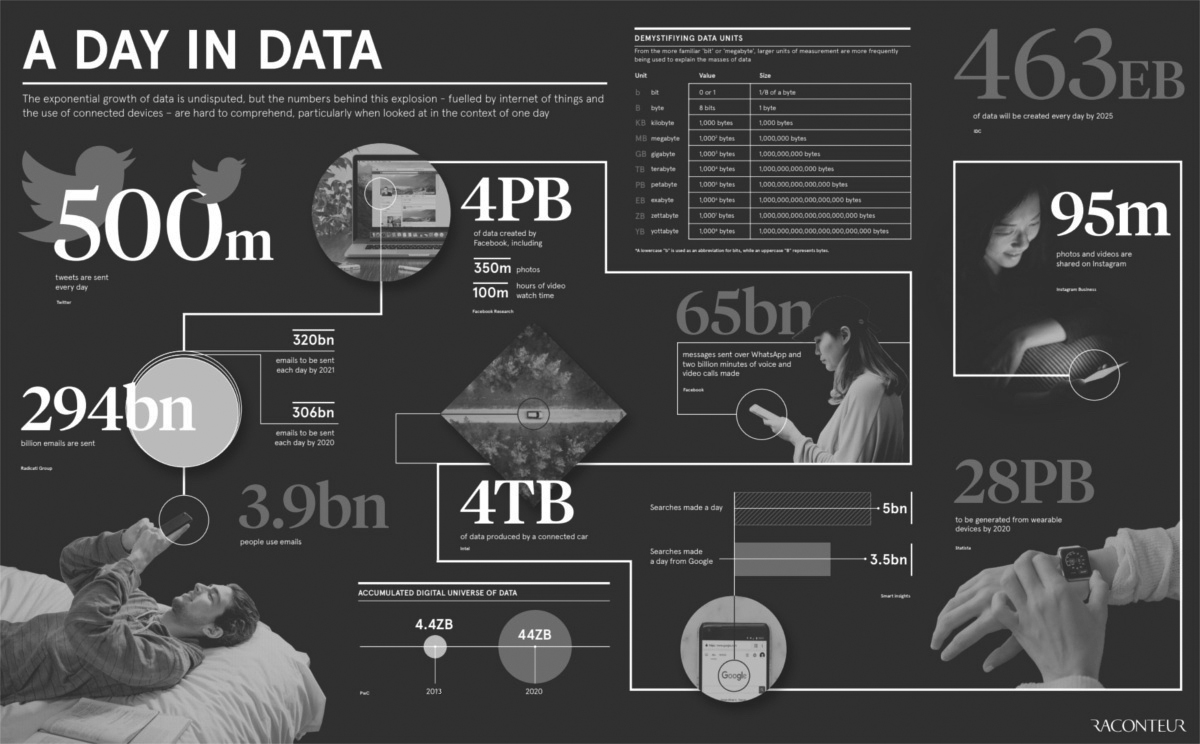 A DAY IN DATA
The exponential growth of data is undisputed, but the numbers behind this explosion - fuelled by internet of things and
the use of connected devices – are hard to comprehend, particularly when looked at in the context of one day
500m
tweets are sent
every day
Twitter
4PB
of data created by
Facebook, including
350m photos
100m hours of video
watch time
Facebook Research
DEMYSTIFIYING DATA UNITS
From the more familiar 'bit' or 'megabyte', larger units of measurement are more frequently
being used to explain the masses of data
Unit Value Size
b bit 0 or 1 1/8 of a byte
B byte 8 bits 1 byte
KB kilobyte 1,000 bytes 1,000 bytes
MB megabyte 1,000² bytes 1,000,000 bytes
GB gigabyte 1,000³ bytes 1,000,000,000 bytes
TB terabyte 1,000⁴ bytes 1,000,000,000,000 bytes
PB petabyte 1,000⁵ bytes 1,000,000,000,000,000 bytes
EB exabyte 1,000⁶ bytes 1,000,000,000,000,000,000 bytes
ZB zettabyte 1,000⁷ bytes 1,000,000,000,000,000,000,000 bytes
YB yottabyte 1,000⁸ bytes 1,000,000,000,000,000,000,000,000 bytes
*A lowercase "b" is used as an abbreviation for bits, while an uppercase "B" represents bytes.
463EB
of data will be created every day by 2025
IDC
95m
photos and videos are
shared on Instagram
Instagram Business
294bn
billion emails are sent
Radicati Group
320bn
emails to be sent
each day by 2021
306bn
emails to be sent
each day by 2020
3.9bn
people use emails
65bn
messages sent over WhatsApp and
two billion minutes of voice and
video calls made
Facebook
4TB
of data produced by a connected car
Intel
28PB
to be generated from wearable
devices by 2020
Statista
Searches made a day 5bn
Searches made
a day from Google 3.5bn
Smart Insights
Google
ACCUMULATED DIGITAL UNIVERSE OF DATA
4.4ZB
44ZB
2013
2020
PwC
RACONTEUR